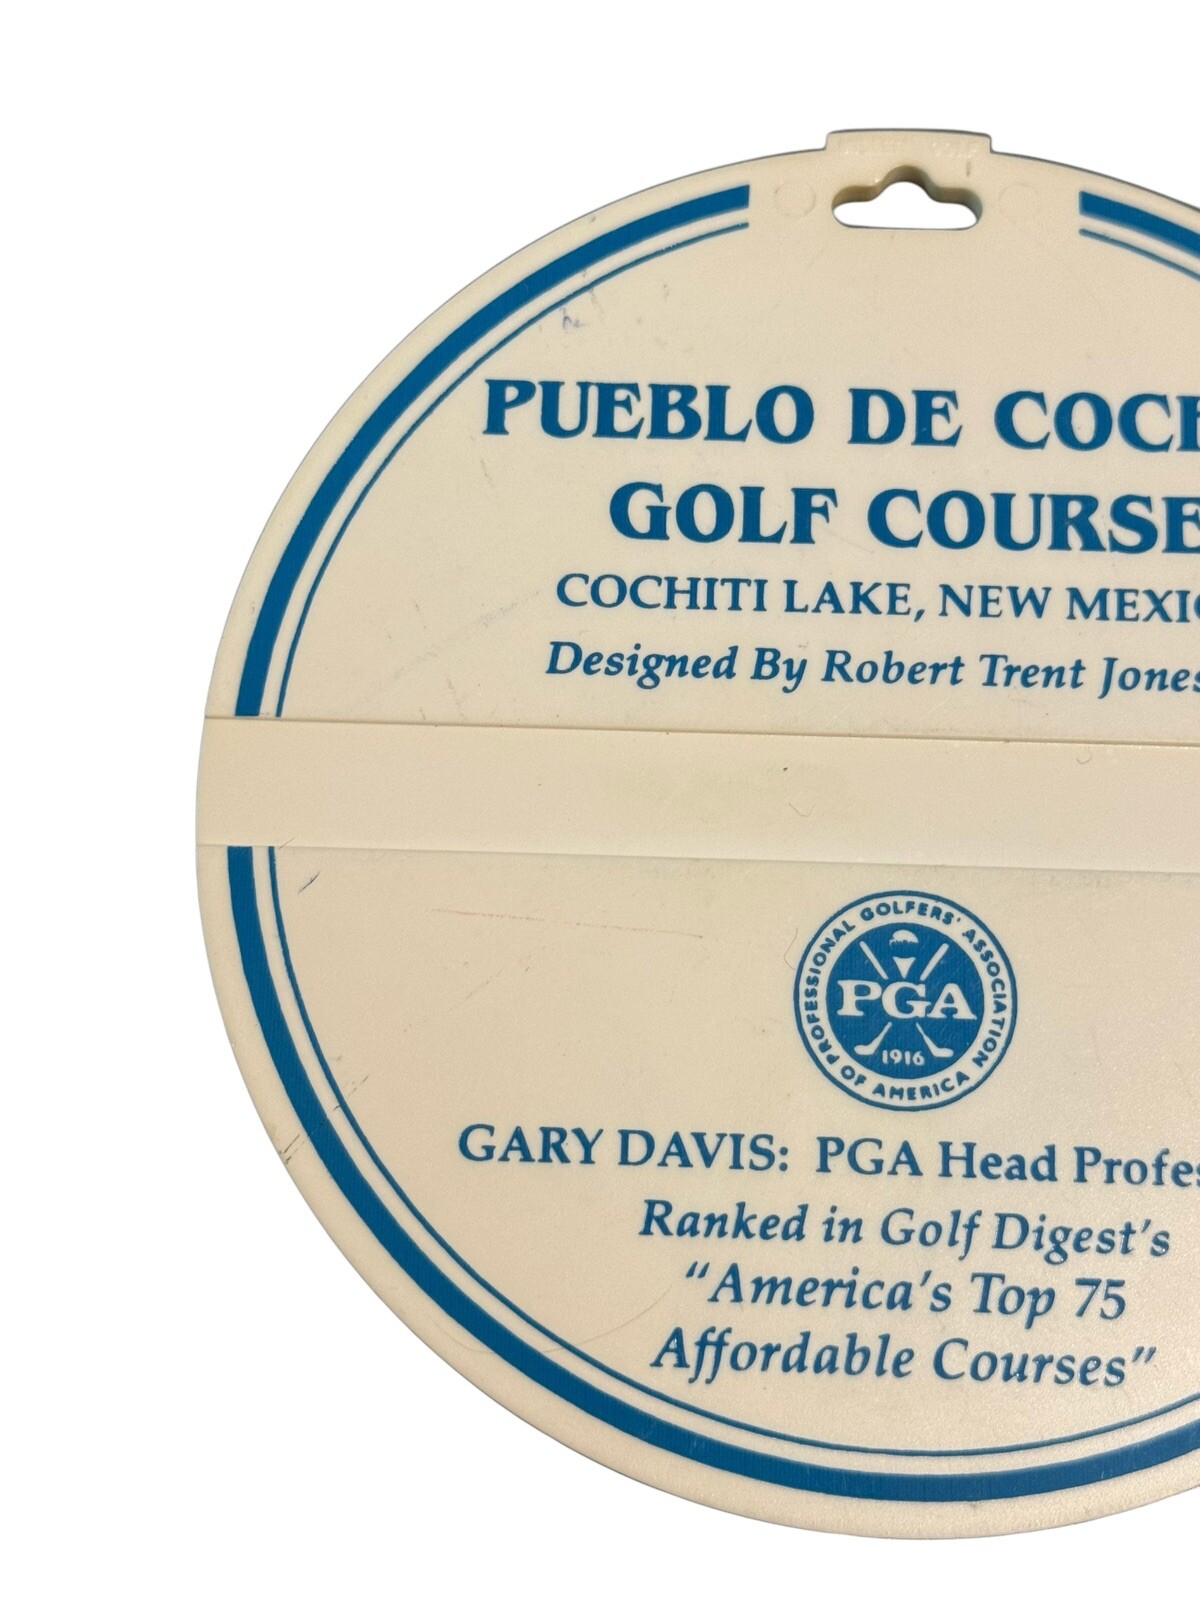 PUEBLO DE COCH
GOLF COURSE
COCHITI LAKE, NEW MEXIC
Designed By Robert Trent Jones
PROFESSIONAL GOLFERS' ASSOCIATION
PGA
1916
OF AMERICA
GARY DAVIS: PGA Head Profes
Ranked in Golf Digest's
"America's Top 75
Affordable Courses"